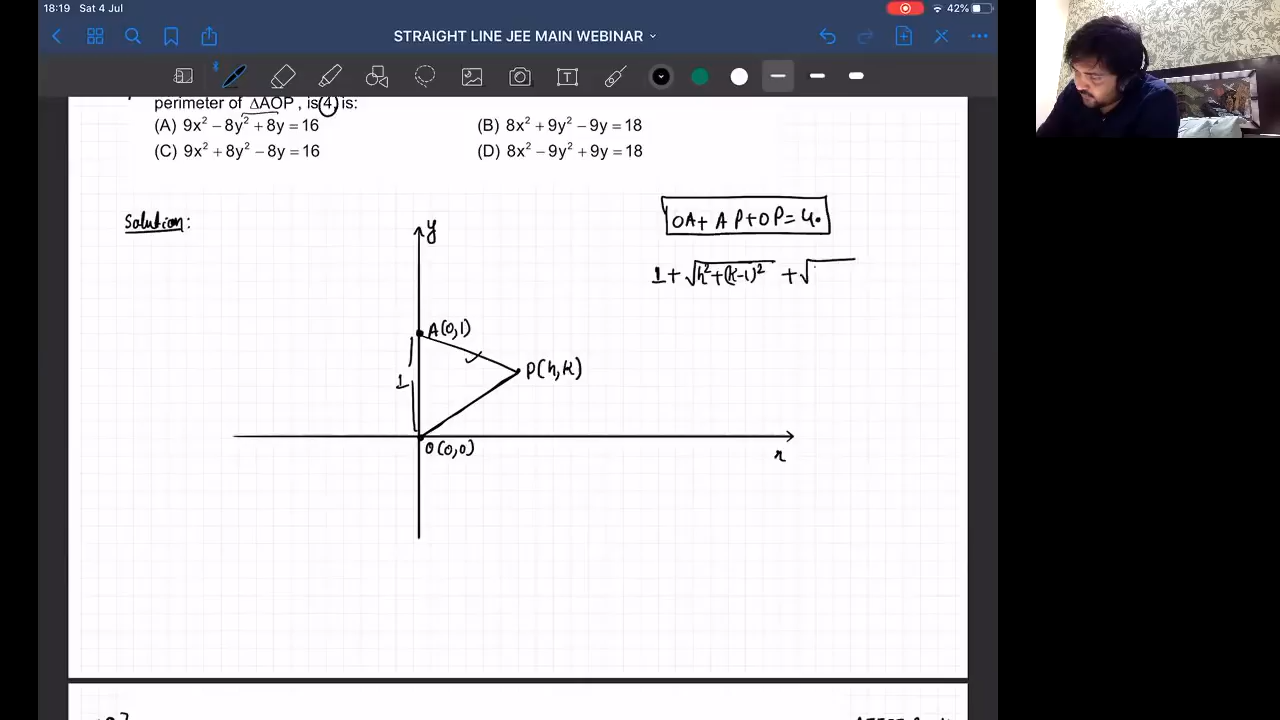 18:19 Sat 4 Jul
42%
STRAIGHT LINE JEE MAIN WEBINAR
perimeter of ΔAOP , is (4) is:
(A) 9x² − 8y² + 8y = 16
(B) 8x² + 9y² − 9y = 18
(C) 9x² + 8y² − 8y = 16
(D) 8x² − 9y² + 9y = 18
Solution:
OA + AP + OP = 4.
1 + √h² + (k-1)² + √
y
A(0,1)
P(h,k)
1
O(0,0)
x